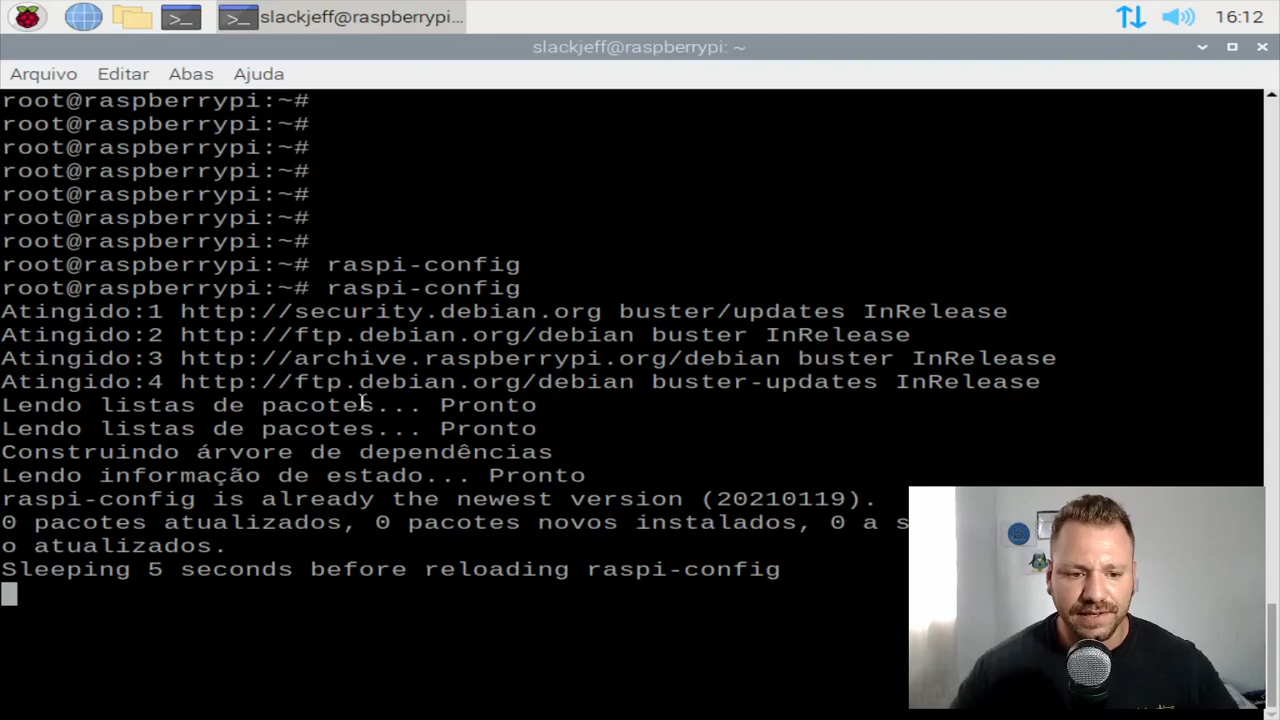 slackjeff@raspberrypi...
16:12
slackjeff@raspberrypi: ~
Arquivo Editar Abas Ajuda
root@raspberrypi:~#
root@raspberrypi:~#
root@raspberrypi:~#
root@raspberrypi:~#
root@raspberrypi:~#
root@raspberrypi:~#
root@raspberrypi:~#
root@raspberrypi:~# raspi-config
root@raspberrypi:~# raspi-config
Atingido:1 http://security.debian.org buster/updates InRelease
Atingido:2 http://ftp.debian.org/debian buster InRelease
Atingido:3 http://archive.raspberrypi.org/debian buster InRelease
Atingido:4 http://ftp.debian.org/debian buster-updates InRelease
Lendo listas de pacotes... Pronto
Lendo listas de pacotes... Pronto
Construindo árvore de dependências
Lendo informação de estado... Pronto
raspi-config is already the newest version (20210119).
0 pacotes atualizados, 0 pacotes novos instalados, 0 a s
o atualizados.
Sleeping 5 seconds before reloading raspi-config